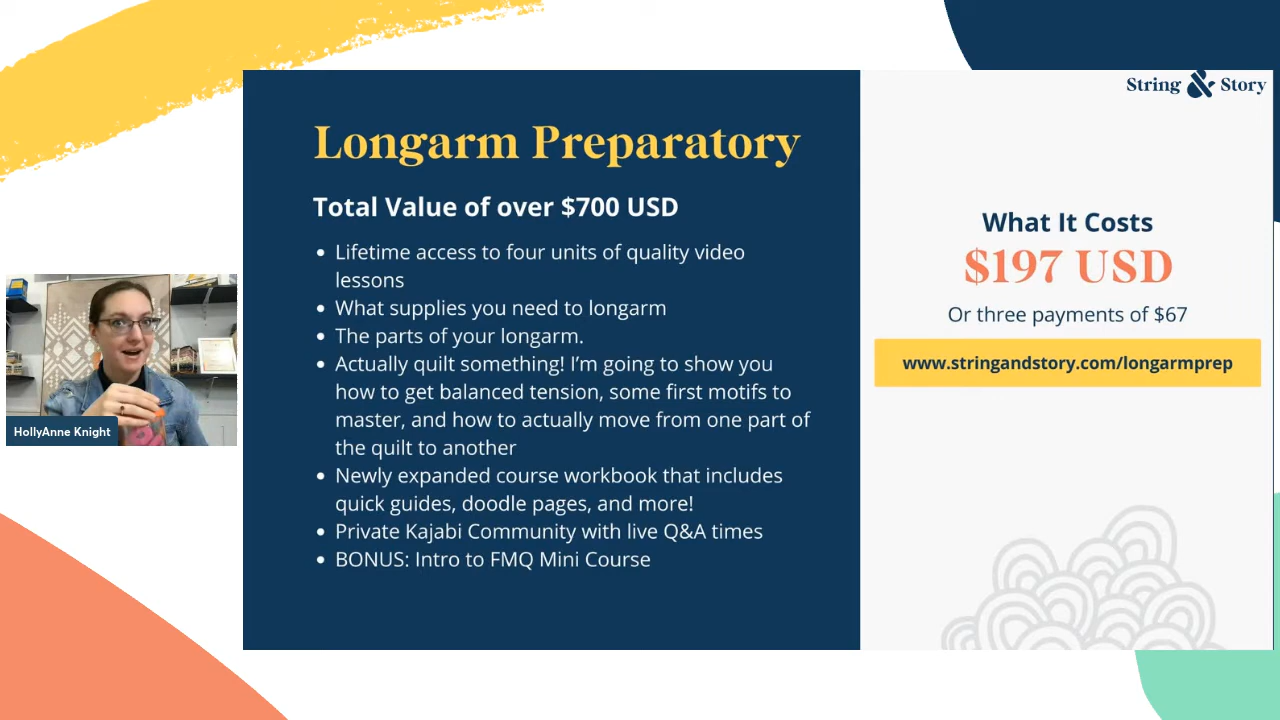 String & Story
Longarm Preparatory
Total Value of over $700 USD
• Lifetime access to four units of quality video
lessons
• What supplies you need to longarm
• The parts of your longarm.
• Actually quilt something! I’m going to show you
how to get balanced tension, some first motifs to
master, and how to actually move from one part of
the quilt to another
• Newly expanded course workbook that includes
quick guides, doodle pages, and more!
• Private Kajabi Community with live Q&A times
• BONUS: Intro to FMQ Mini Course
What It Costs
$197 USD
Or three payments of $67
www.stringandstory.com/longarmprep
HollyAnne Knight